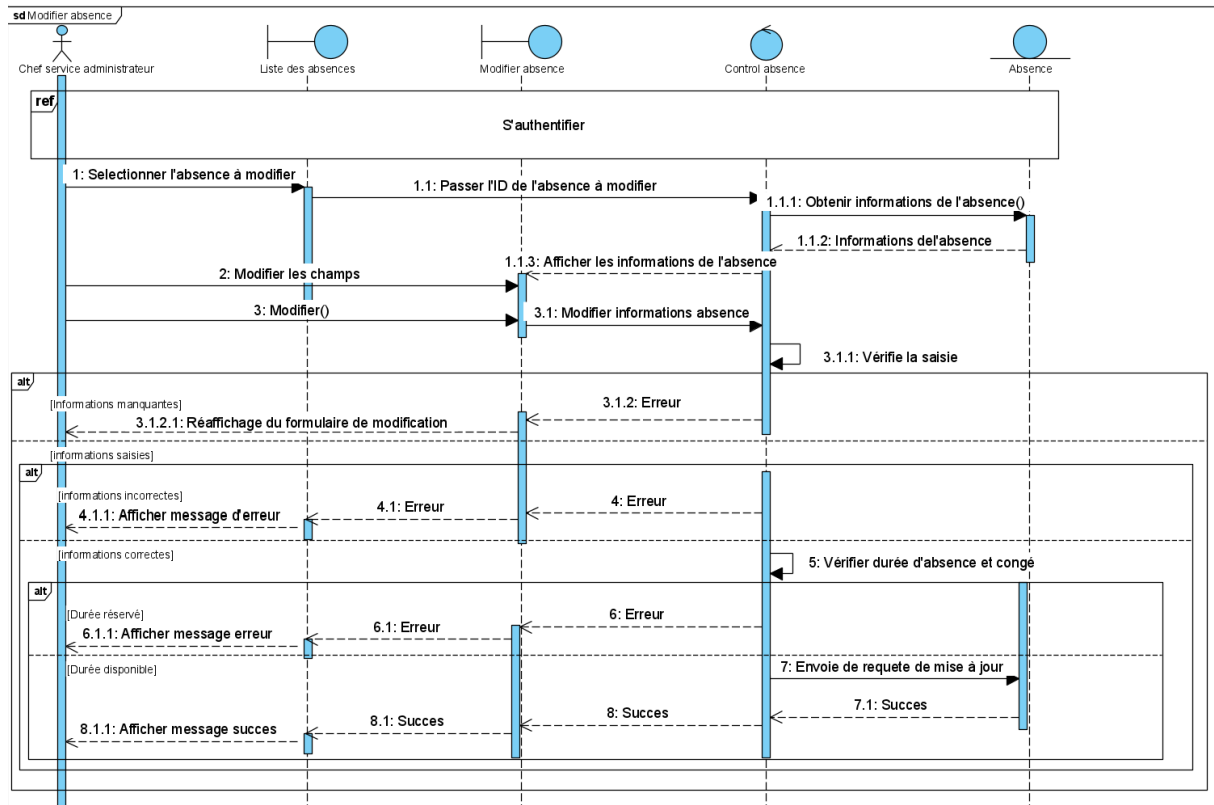 sd Modifier absence
Chef service administrateur
Liste des absences
Modifier absence
Control absence
Absence
ref
S'authentifier
1: Selectionner l'absence à modifier
1.1: Passer l'ID de l'absence à modifier
1.1.1: Obtenir informations de l'absence()
1.1.2: Informations del'absence
1.1.3: Afficher les informations de l'absence
2: Modifier les champs
3: Modifier()
3.1: Modifier informations absence
3.1.1: Vérifie la saisie
alt
[Informations manquantes]
3.1.2: Erreur
3.1.2.1: Réaffichage du formulaire de modification
[informations saisies]
alt
[informations incorrectes]
4: Erreur
4.1: Erreur
4.1.1: Afficher message d'erreur
[informations correctes]
5: Vérifier durée d'absence et congé
alt
[Durée réservé]
6: Erreur
6.1: Erreur
6.1.1: Afficher message erreur
[Durée disponible]
7: Envoie de requete de mise à jour
7.1: Succes
8: Succes
8.1: Succes
8.1.1: Afficher message succes